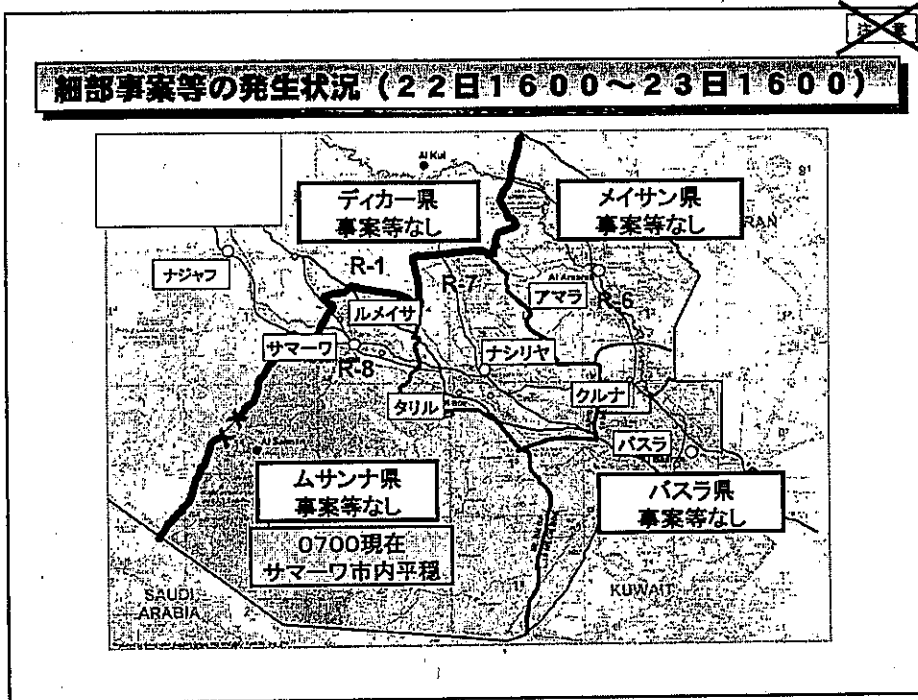 注意
細部事案等の発生状況(22日1600~23日1600)
Al Kut
ディカー県
事案等なし
メイサン県
事案等なし
RAN
ナジャフ
R-1
R-7
アマラ
R-6
ルメイサ
サマーワ
R-8
ナシリヤ
タリル
クルナ
バスラ
ムサンナ県
事案等なし
バスラ県
事案等なし
0700現在
サマーワ市内平穏
SAUDI
ARABIA
KUWAIT